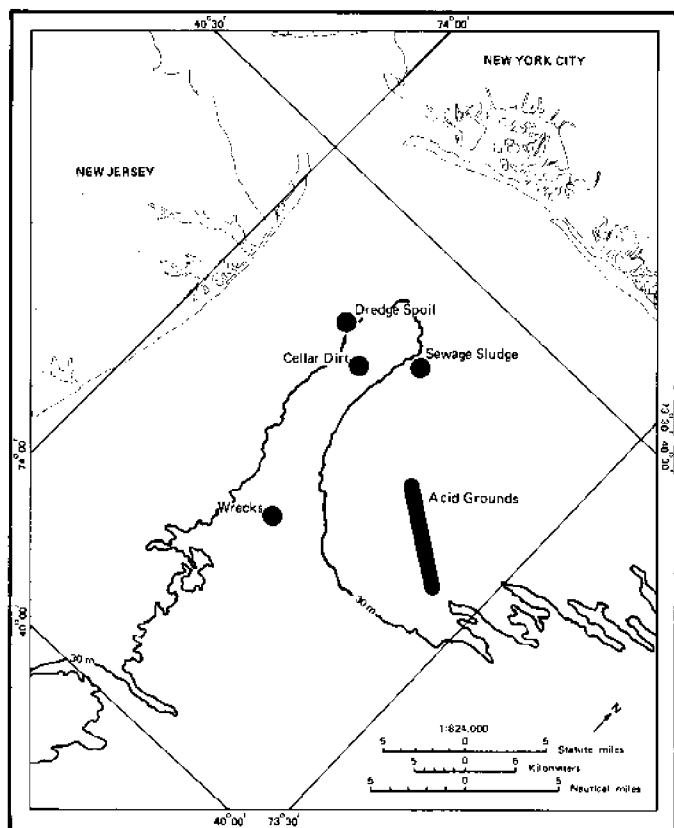 40°30'
74°00'
NEW YORK CITY
NEW JERSEY
Dredge Spoil
Cellar Dirt
Sewage Sludge
73°30'
40°30'
74°00'
Acid Grounds
Wrecks
30 m
40°00'
30 m
N
1:824,000
5 0 5
Statute miles
5 5
Kilometers
5 0 5
Nautical miles
40°00' 73°30'